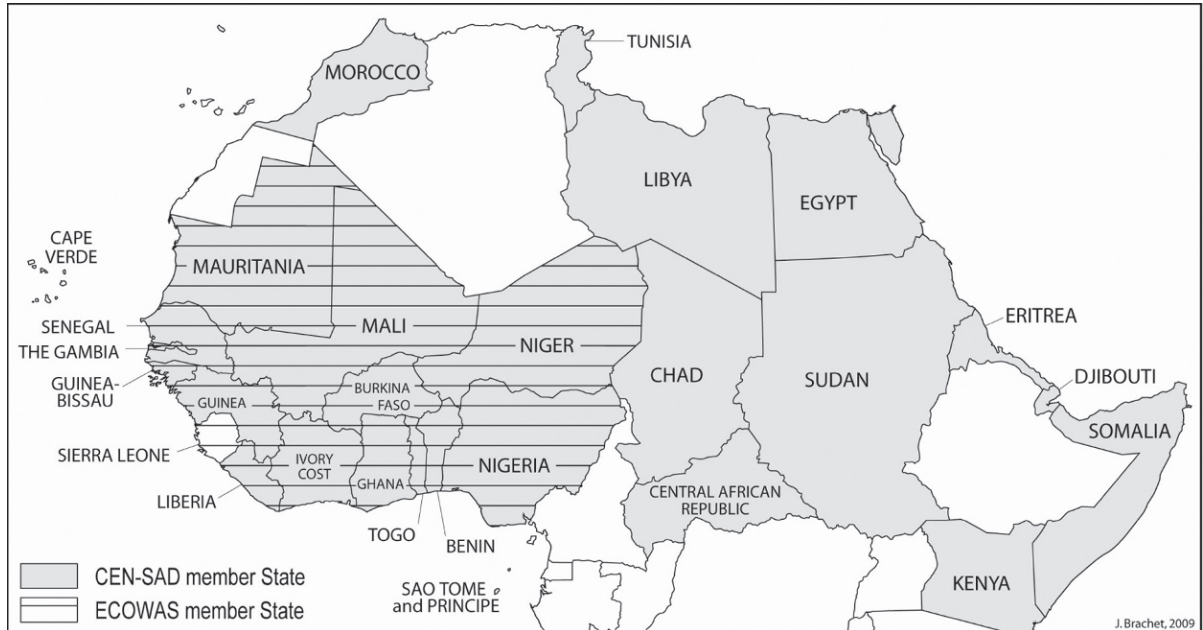 TUNISIA
MOROCCO
LIBYA
EGYPT
CAPE
VERDE
MAURITANIA
SENEGAL
MALI
ERITREA
THE GAMBIA
NIGER
GUINEA-
BISSAU
BURKINA
FASO
CHAD
SUDAN
DJIBOUTI
GUINEA
SOMALIA
SIERRA LEONE
IVORY
COST
NIGERIA
GHANA
LIBERIA
CENTRAL AFRICAN
REPUBLIC
TOGO
BENIN
CEN-SAD member State
SAO TOME
and PRINCIPE
KENYA
ECOWAS member State
J. Brachet, 2009